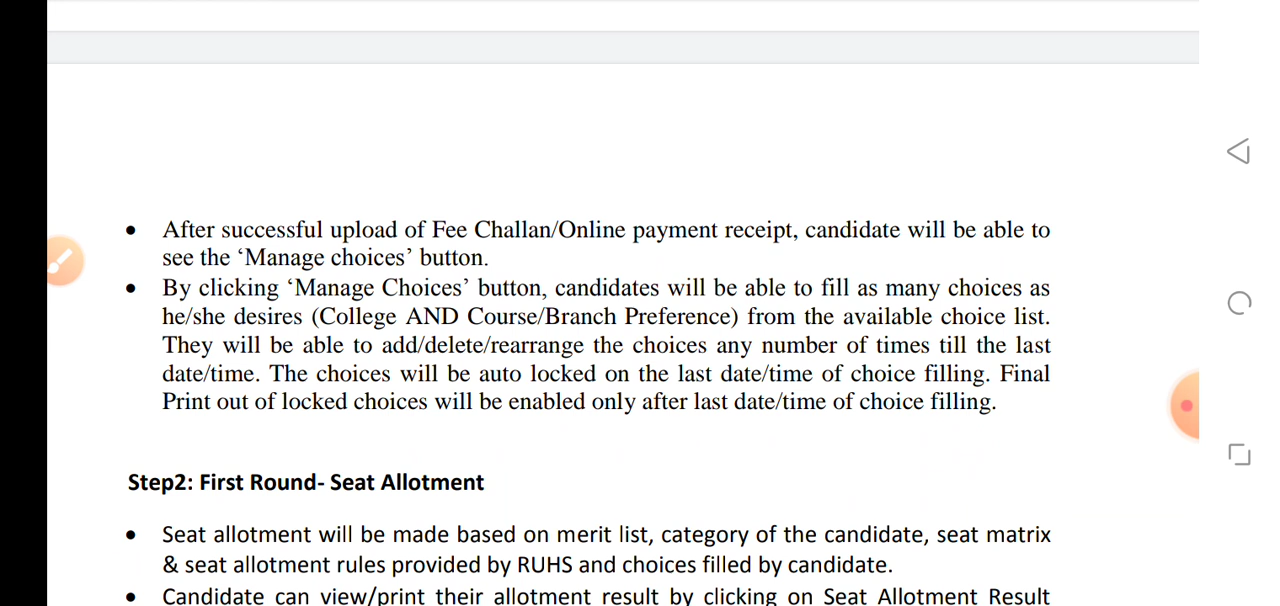 • After successful upload of Fee Challan/Online payment receipt, candidate will be able to
see the ‘Manage choices’ button.
• By clicking ‘Manage Choices’ button, candidates will be able to fill as many choices as
he/she desires (College AND Course/Branch Preference) from the available choice list.
They will be able to add/delete/rearrange the choices any number of times till the last
date/time. The choices will be auto locked on the last date/time of choice filling. Final
Print out of locked choices will be enabled only after last date/time of choice filling.
Step2: First Round- Seat Allotment
• Seat allotment will be made based on merit list, category of the candidate, seat matrix
& seat allotment rules provided by RUHS and choices filled by candidate.
• Candidate can view/print their allotment result by clicking on Seat Allotment Result